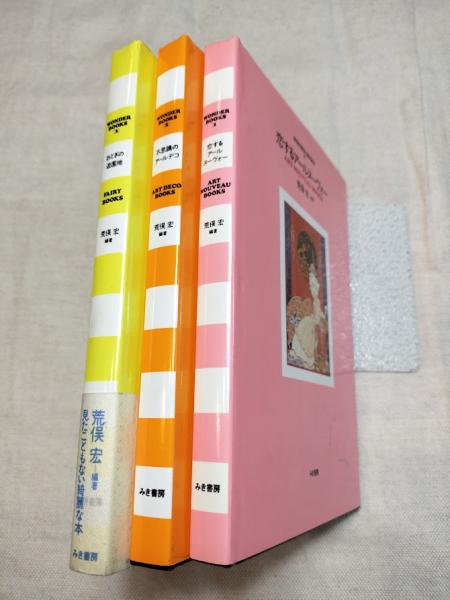 WONDER
BOOKS
3
おとぎの
遊園地
FAIRY
BOOKS
荒俣 宏
編著
荒俣 宏―編著
見たこともない綺麗な本
みき書房
WONDER
BOOKS
不思議の
アールデコ
ART DECO
BOOKS
荒俣 宏
編著
みき書房
WONDER
BOOKS
恋する
アール
ヌーヴォー
ART
NOUVEAU
BOOKS
荒俣 宏
編著
みき書房
恋するアールヌーヴォー
みき書房